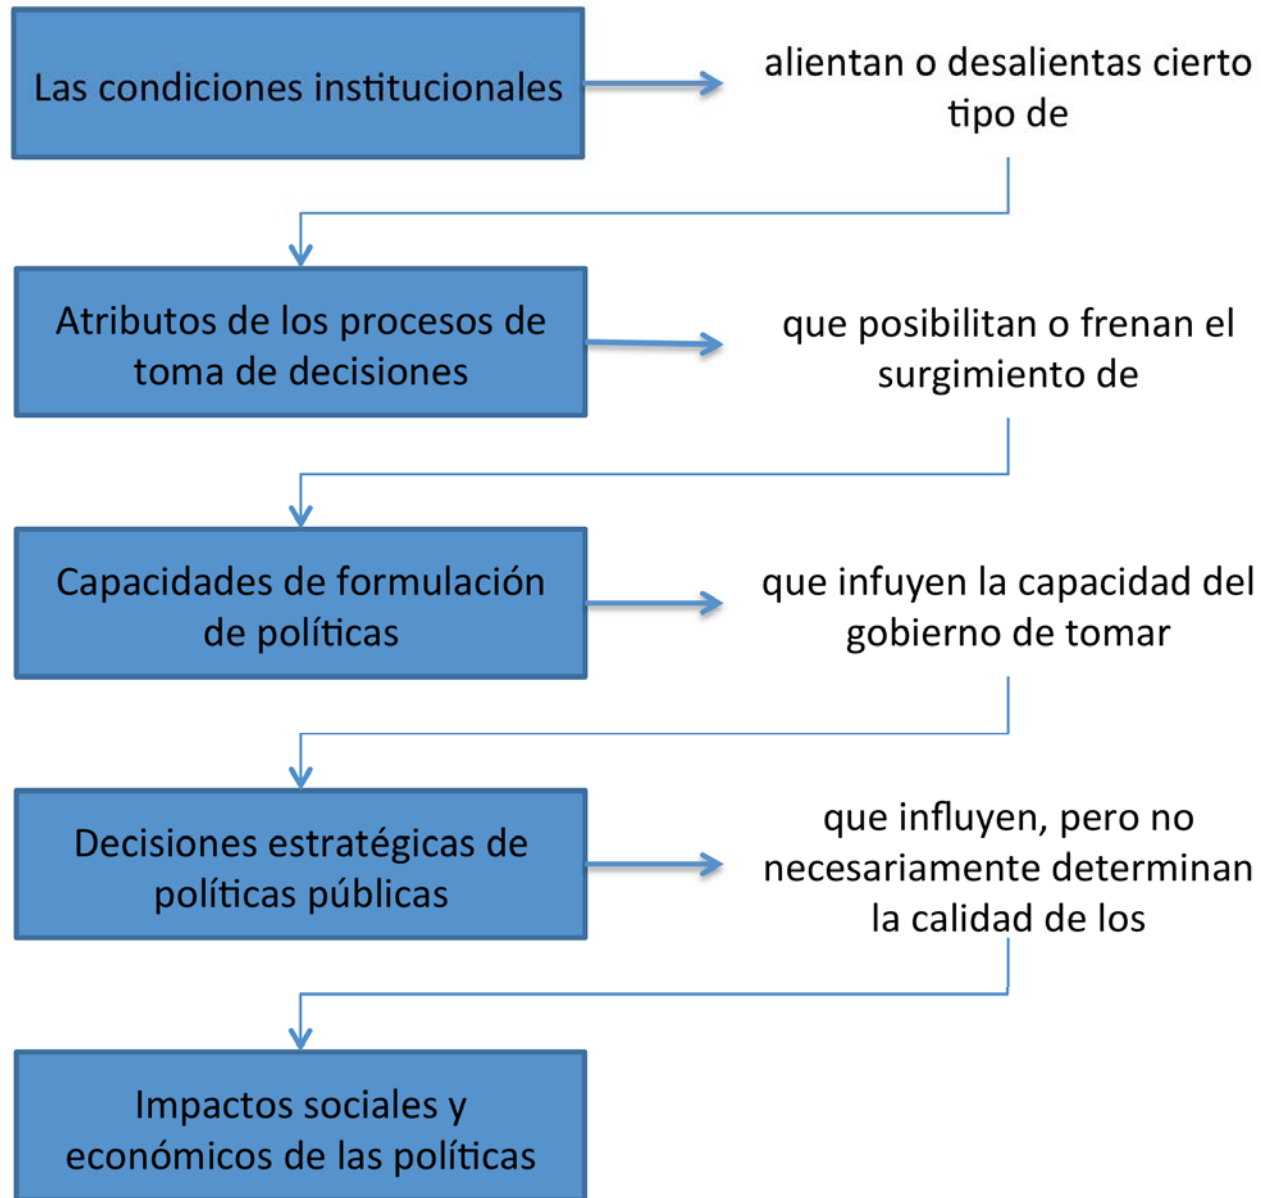 Las condiciones institucionales
alientan o desalientas cierto
tipo de
Atributos de los procesos de
toma de decisiones
que posibilitan o frenan el
surgimiento de
Capacidades de formulación
de políticas
que infuyen la capacidad del
gobierno de tomar
Decisiones estratégicas de
políticas públicas
que influyen, pero no
necesariamente determinan
la calidad de los
Impactos sociales y
económicos de las políticas